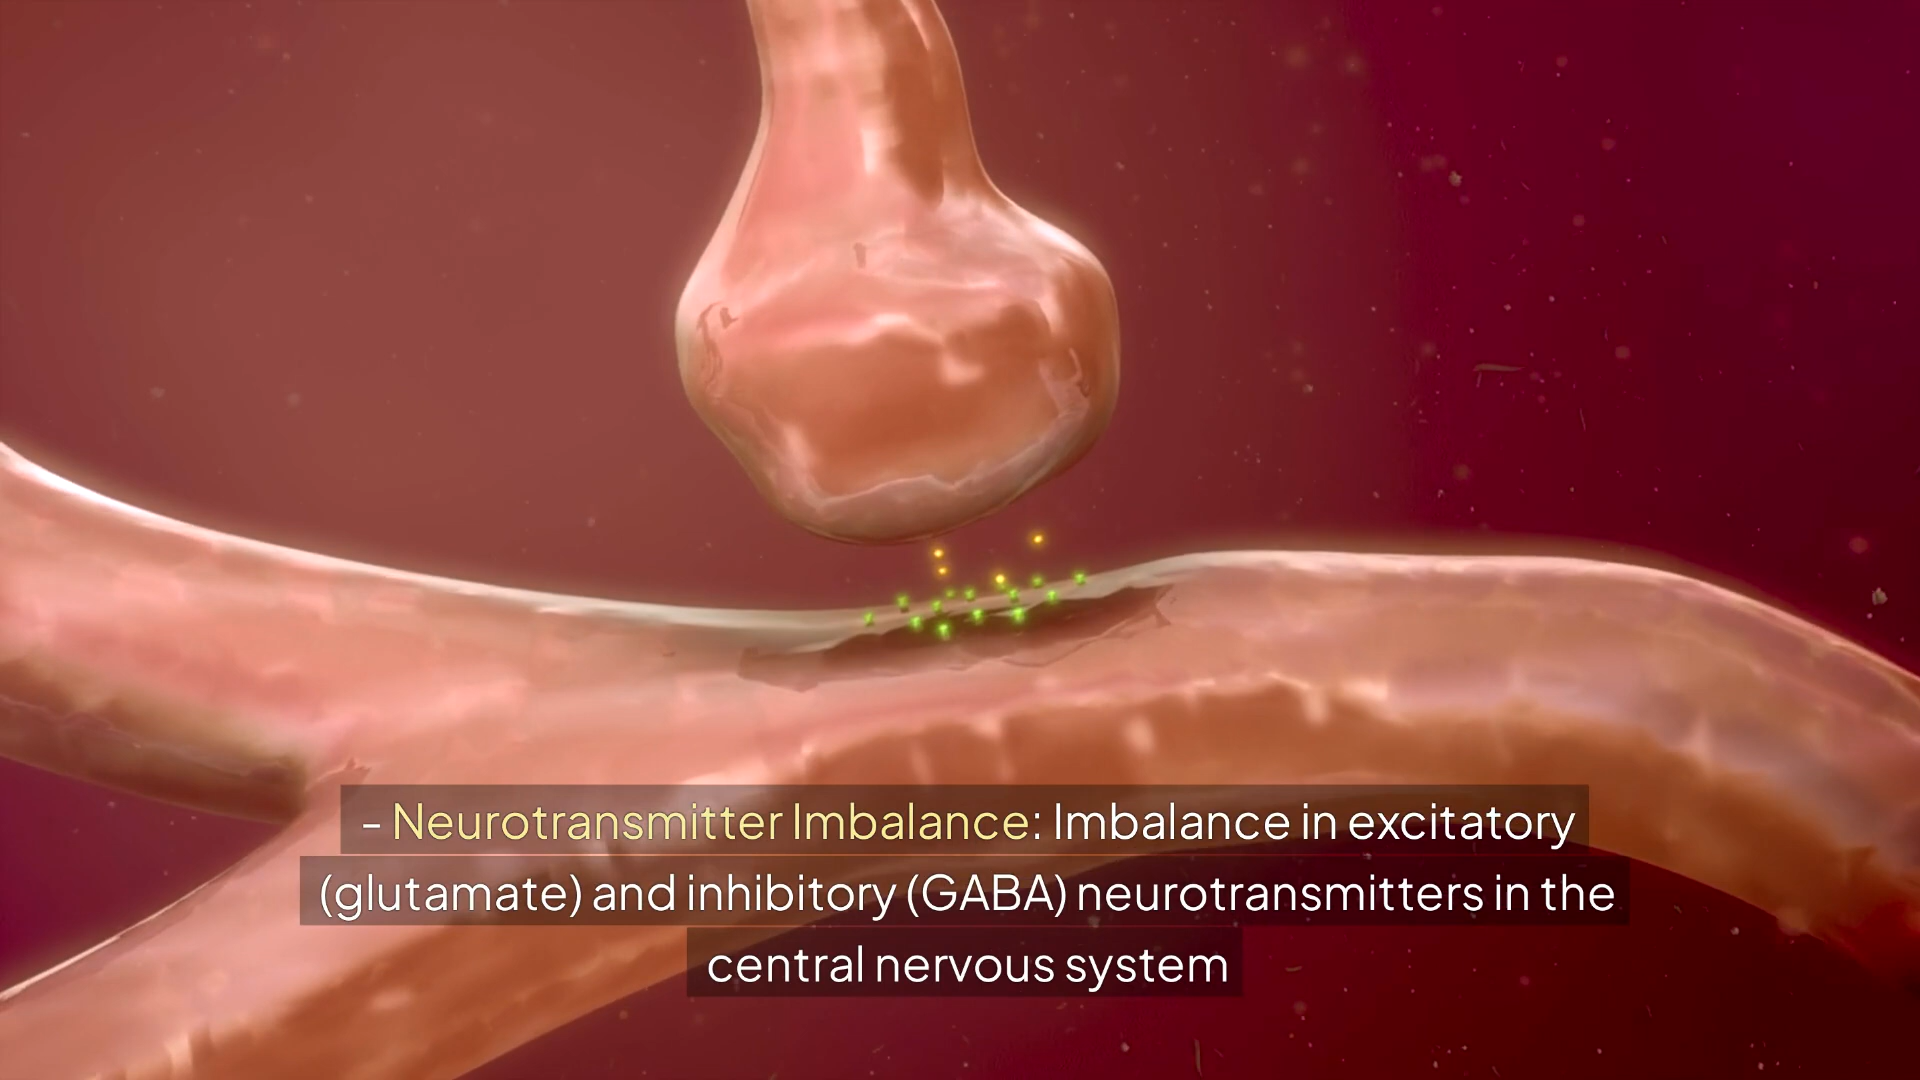 - Neurotransmitter Imbalance: Imbalance in excitatory
(glutamate) and inhibitory (GABA) neurotransmitters in the
central nervous system